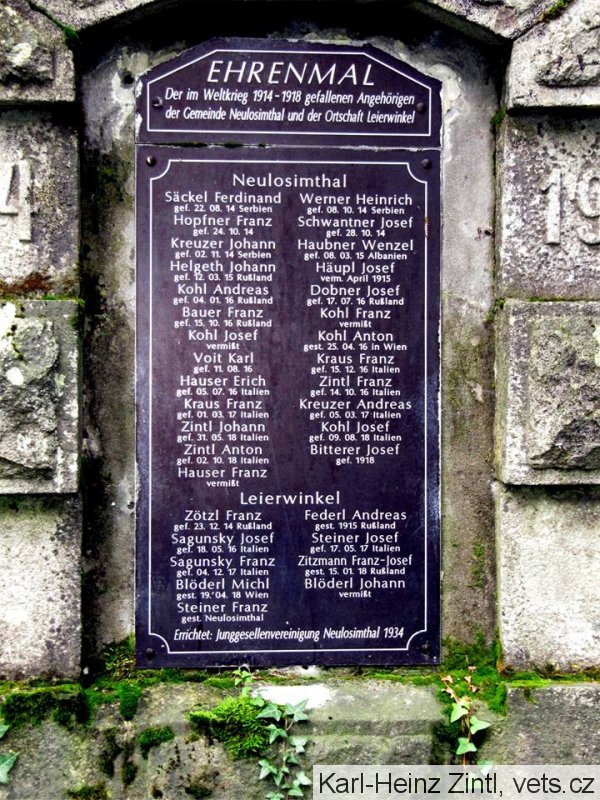 EHRENMAL
Der im Weltkrieg 1914-1918 gefallenen Angehörigen
der Gemeinde Neulosimthal und der Ortschaft Leierwinkel
Neulosimthal
Säckel Ferdinand
gef. 22. 08. 14 Serbien
Hopfner Franz
gef. 24. 10. 14
Kreuzer Johann
gef. 02. 11. 14 Serbien
Helgeth Johann
gef. 12. 03. 15 Rußland
Kohl Andreas
gef. 04. 01. 16 Rußland
Bauer Franz
gef. 15. 10. 16 Rußland
Kohl Josef
vermißt
Voit Karl
gef. 11. 08. 16
Hauser Erich
gef. 05. 07. 16 Italien
Kraus Franz
gef. 01. 03. 17 Italien
Zintl Johann
gef. 31. 05. 18 Italien
Zintl Anton
gef. 02. 10. 18 Italien
Hauser Franz
vermißt
Werner Heinrich
gef. 08. 10. 14 Serbien
Schwantner Josef
gef. 28. 10. 14
Haubner Wenzel
gef. 08. 03. 15 Albanien
Häupl Josef
verm. April 1915
Dobner Josef
gef. 17. 07. 16 Rußland
Kohl Franz
vermißt
Kohl Anton
gest. 25. 04. 16 in Wien
Kraus Franz
gef. 15. 12. 16 Italien
Zintl Franz
gef. 14. 10. 16 Italien
Kreuzer Andreas
gef. 05. 03. 17 Italien
Kohl Josef
gef. 09. 08. 18 Italien
Bitterer Josef
gef. 1918
Leierwinkel
Zötzl Franz
gef. 23. 12. 14 Rußland
Sagunsky Josef
gef. 18. 05. 16 Italien
Sagunsky Franz
gef. 04. 12. 17 Italien
Blöderl Michl
gest. 19. 04. 18 Wien
Steiner Franz
gest. Neulosimthal
Federl Andreas
gest. 1915 Rußland
Steiner Josef
gef. 17. 05. 17 Italien
Zitzmann Franz-Josef
gest. 15. 01. 18 Rußland
Blöderl Johann
vermißt
Errichtet: Junggesellenvereinigung Neulosimthal 1934
4
19
Karl-Heinz Zintl, vets.cz